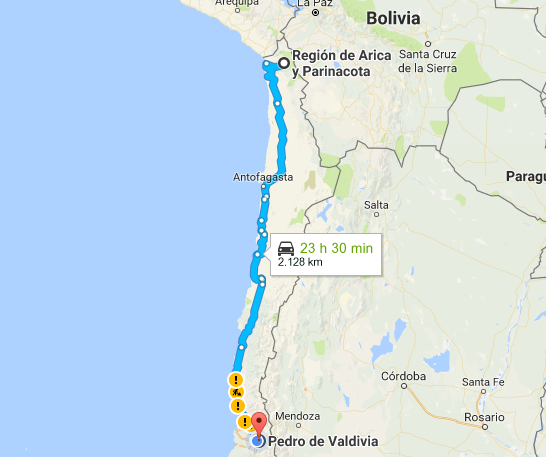 Arequipa
La Paz
Bolivia
Región de Arica
y Parinacota
Santa Cruz
de la Sierra
Antofagasta
Paragu
Salta
23 h 30 min
2.128 km
Córdoba
Santa Fe
Mendoza
Rosario
Pedro de Valdivia